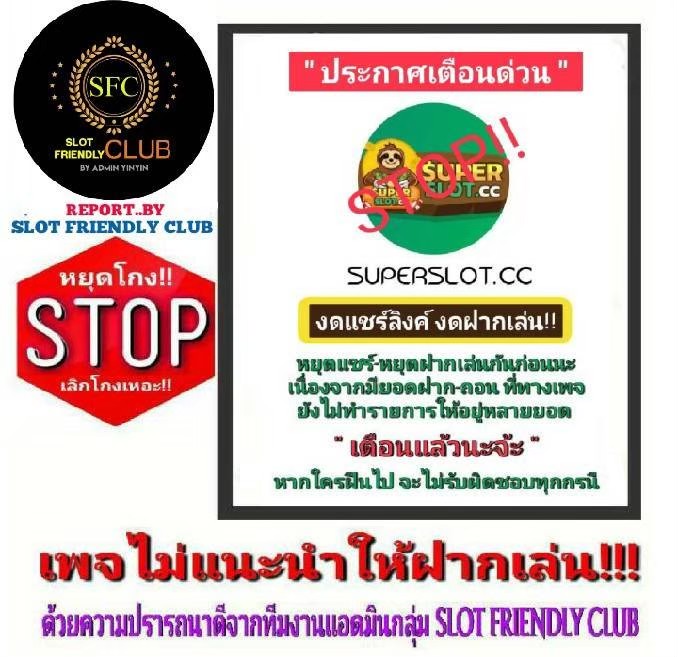 SFC
SLOT
FRIENDLY CLUB
BY ADMIN YINYIN
REPORT..BY
SLOT FRIENDLY CLUB
หยุดโกง!!
STOP
เลิกโกงเหอะ!!
" ประกาศเตือนด่วน "
STOP!!
SUPER
SLOT.CC
SUPER
SLOT.CC
SUPERSLOT.CC
งดแชร์ลิงค์ งดฝากเล่น!!
หยุดแชร์-หยุดฝากเล่นกันก่อนนะ
เนื่องจากมียอดฝาก-ถอน ที่ทางเพจ
ยังไม่ทำรายการให้อยู่หลายยอด
" เตือนแล้วนะจ้ะ "
หากใครฝืนไป จะไม่รับผิดชอบทุกกรณี
เพจไม่แนะนำให้ฝากเล่น!!!
ด้วยความปรารถนาดีจากทีมงานแอดมินกลุ่ม SLOT FRIENDLY CLUB